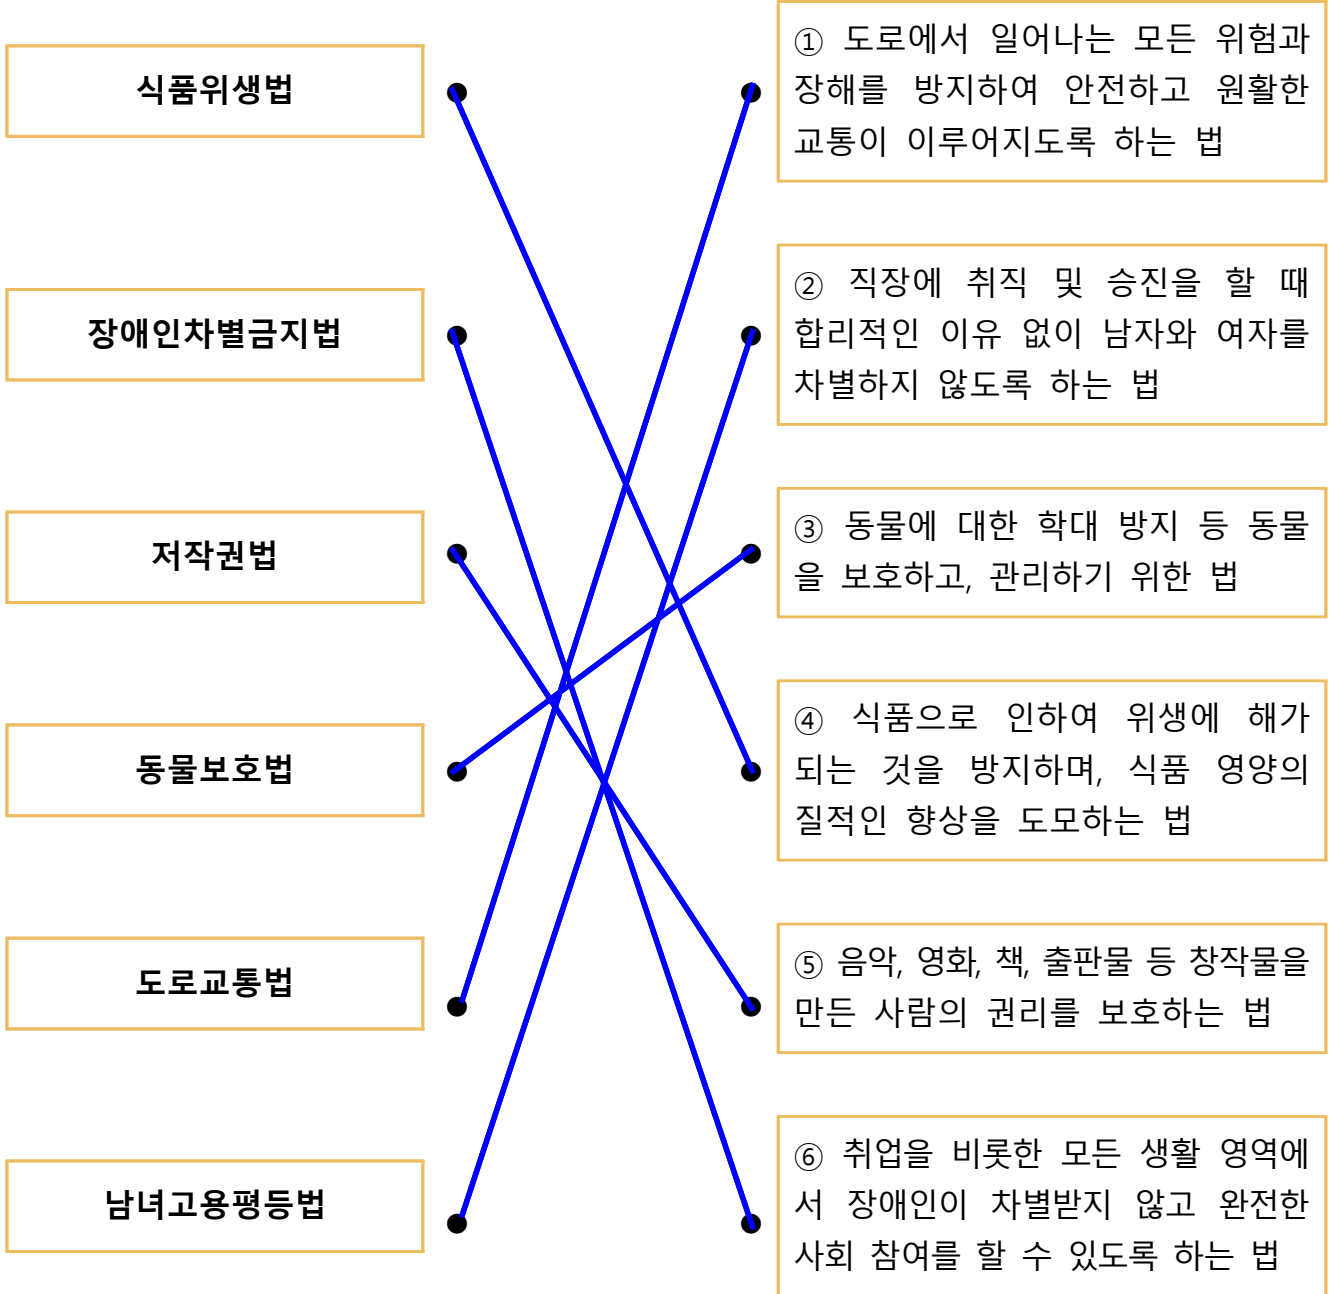 식품위생법
① 도로에서 일어나는 모든 위험과
장해를 방지하여 안전하고 원활한
교통이 이루어지도록 하는 법
장애인차별금지법
② 직장에 취직 및 승진을 할 때
합리적인 이유 없이 남자와 여자를
차별하지 않도록 하는 법
저작권법
③ 동물에 대한 학대 방지 등 동물
을 보호하고, 관리하기 위한 법
동물보호법
④ 식품으로 인하여 위생에 해가
되는 것을 방지하며, 식품 영양의
질적인 향상을 도모하는 법
도로교통법
⑤ 음악, 영화, 책, 출판물 등 창작물을
만든 사람의 권리를 보호하는 법
남녀고용평등법
⑥ 취업을 비롯한 모든 생활 영역에
서 장애인이 차별받지 않고 완전한
사회 참여를 할 수 있도록 하는 법